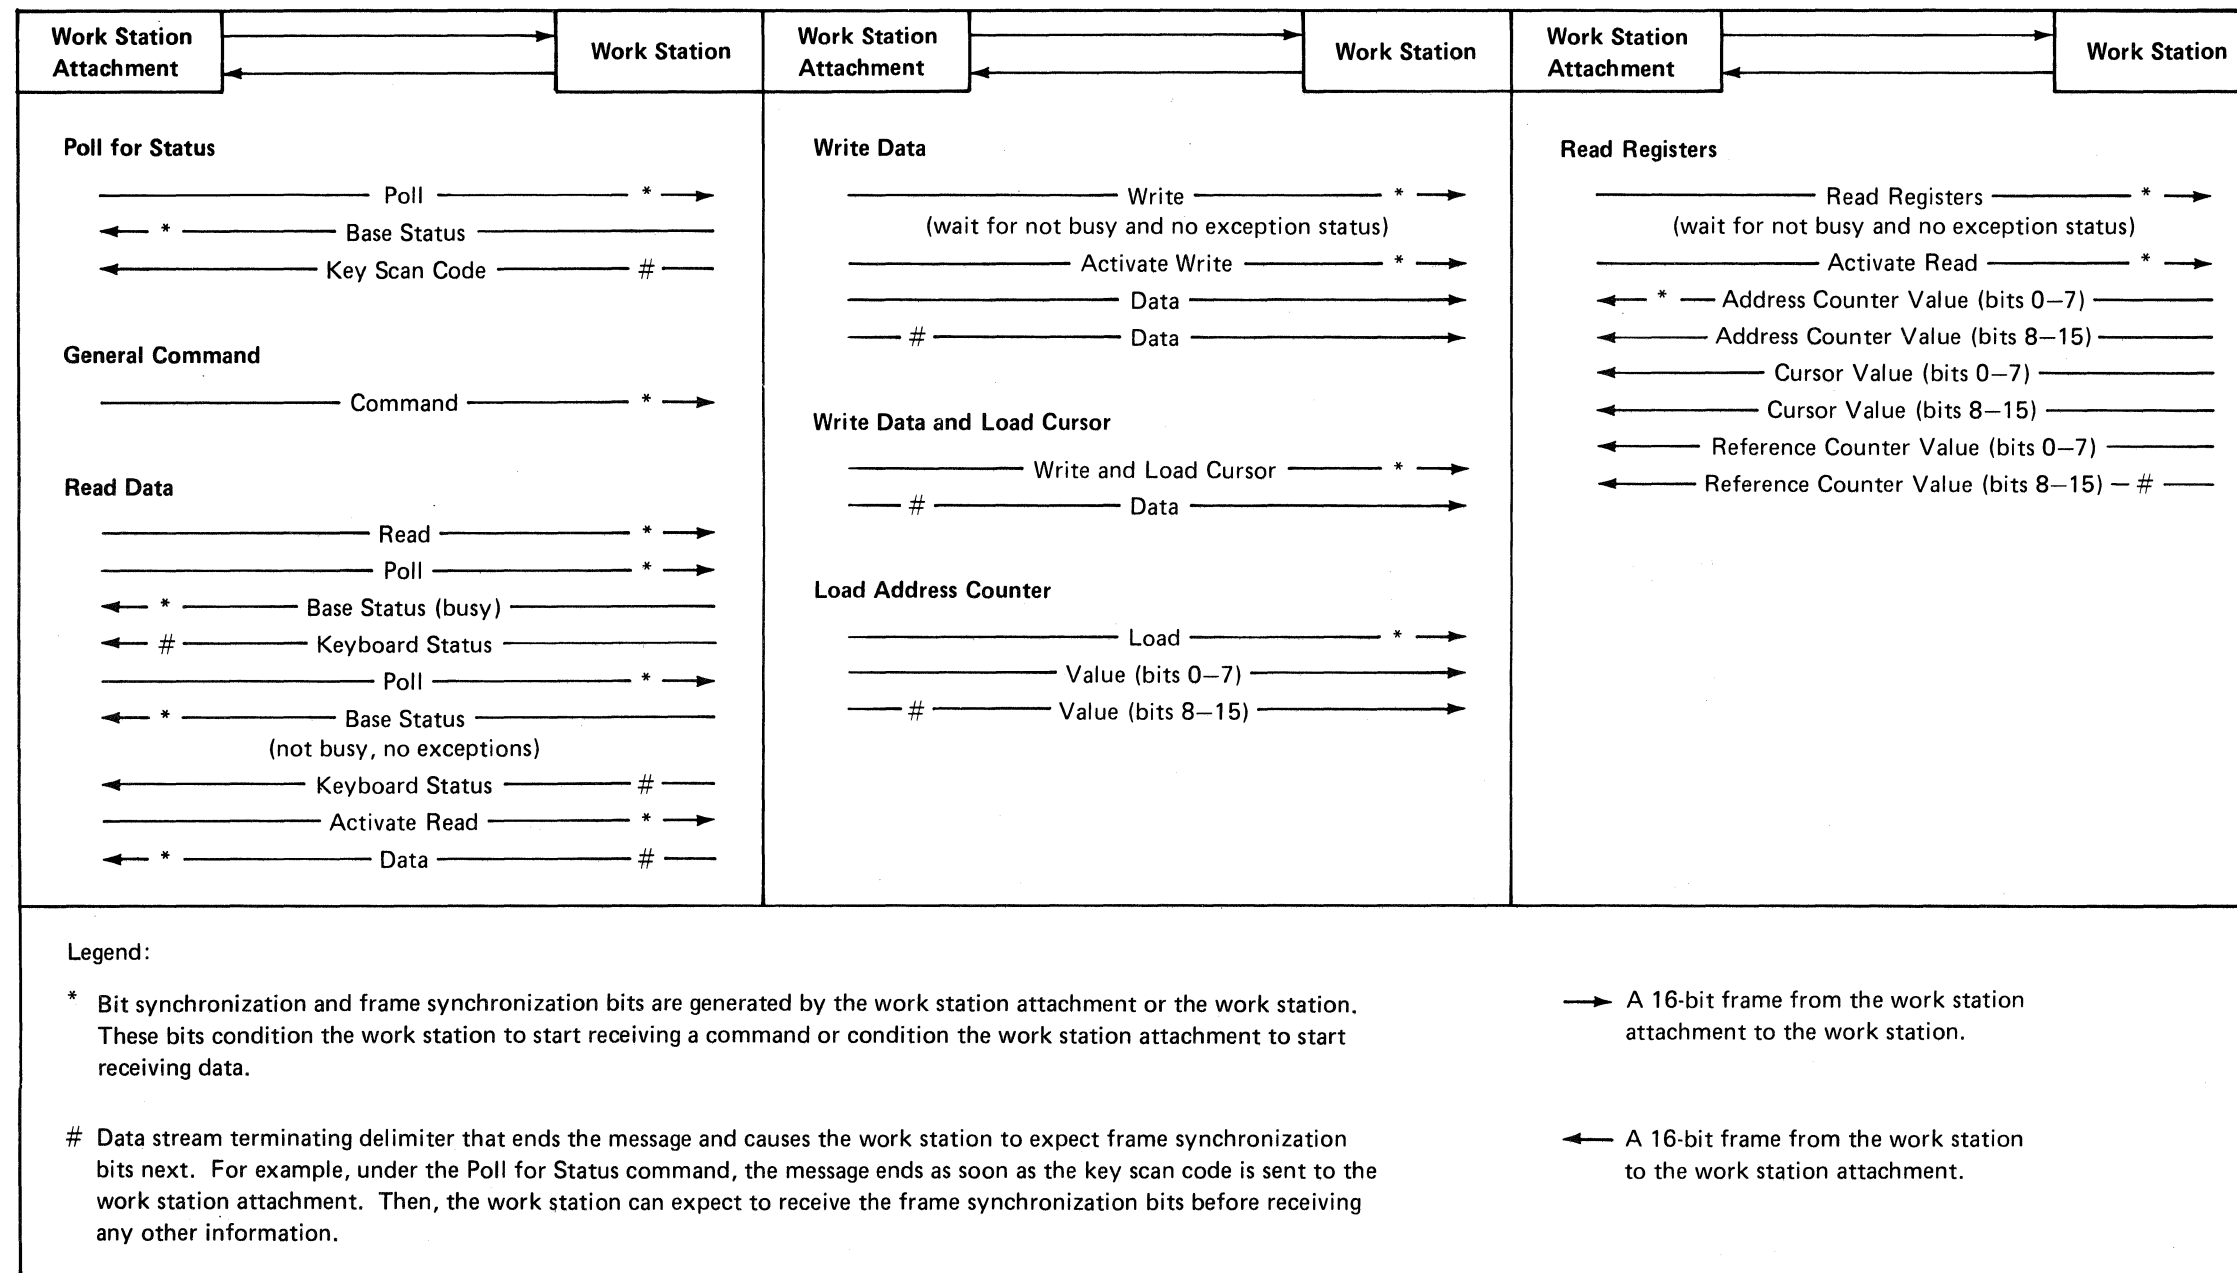 Work Station
Attachment
Work Station
Work Station
Attachment
Work Station
Work Station
Attachment
Work Station
Poll for Status
Poll *
* Base Status
Key Scan Code #
General Command
Command *
Read Data
Read *
Poll *
* Base Status (busy)
# Keyboard Status
Poll *
* Base Status
(not busy, no exceptions)
Keyboard Status #
Activate Read *
* Data #
Write Data
Write *
(wait for not busy and no exception status)
Activate Write *
Data
# Data
Write Data and Load Cursor
Write and Load Cursor *
# Data
Load Address Counter
Load *
Value (bits 0–7)
# Value (bits 8–15)
Read Registers
Read Registers *
(wait for not busy and no exception status)
Activate Read *
* Address Counter Value (bits 0–7)
Address Counter Value (bits 8–15)
Cursor Value (bits 0–7)
Cursor Value (bits 8–15)
Reference Counter Value (bits 0–7)
Reference Counter Value (bits 8–15) #
Legend:
* Bit synchronization and frame synchronization bits are generated by the work station attachment or the work station.
These bits condition the work station to start receiving a command or condition the work station attachment to start
receiving data.
# Data stream terminating delimiter that ends the message and causes the work station to expect frame synchronization
bits next. For example, under the Poll for Status command, the message ends as soon as the key scan code is sent to the
work station attachment. Then, the work station can expect to receive the frame synchronization bits before receiving
any other information.
→ A 16-bit frame from the work station
attachment to the work station.
← A 16-bit frame from the work station
to the work station attachment.